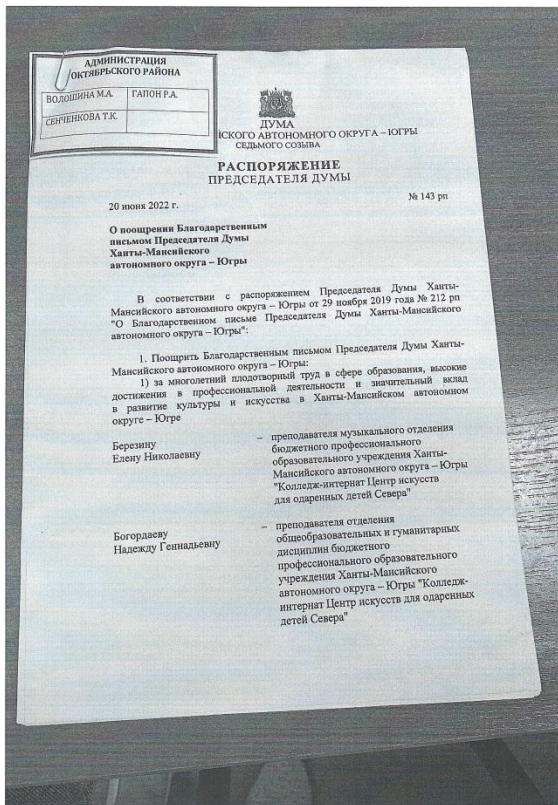 АДМИНИСТРАЦИЯ
ОКТЯБРЬСКОГО РАЙОНА
ВОЛОШИНА М.А. ГАПОН Р.А.
СЕНЧЕНКОВА Т.К.
ДУМА
ЙСКОГО АВТОНОМНОГО ОКРУГА – ЮГРЫ
СЕДЬМОГО СОЗЫВА
РАСПОРЯЖЕНИЕ
ПРЕДСЕДАТЕЛЯ ДУМЫ
20 июня 2022 г. № 143 рп
О поощрении Благодарственным
письмом Председателя Думы
Ханты-Мансийского
автономного округа – Югры
В соответствии с распоряжением Председателя Думы Ханты-
Мансийского автономного округа – Югры от 29 ноября 2019 года № 212 рп
"О Благодарственном письме Председателя Думы Ханты-Мансийского
автономного округа – Югры":
1. Поощрить Благодарственным письмом Председателя Думы Ханты-
Мансийского автономного округа – Югры:
1) за многолетний плодотворный труд в сфере образования, высокие
достижения в профессиональной деятельности и значительный вклад
в развитие культуры и искусства в Ханты-Мансийском автономном
округе – Югре
Березину
Елену Николаевну
– преподавателя музыкального отделения
бюджетного профессионального
образовательного учреждения Ханты-
Мансийского автономного округа – Югры
"Колледж-интернат Центр искусств
для одаренных детей Севера"
Богордаеву
Надежду Геннадьевну
– преподавателя отделения
общеобразовательных и гуманитарных
дисциплин бюджетного
профессионального образовательного
учреждения Ханты-Мансийского
автономного округа – Югры "Колледж-
интернат Центр искусств для одаренных
детей Севера"